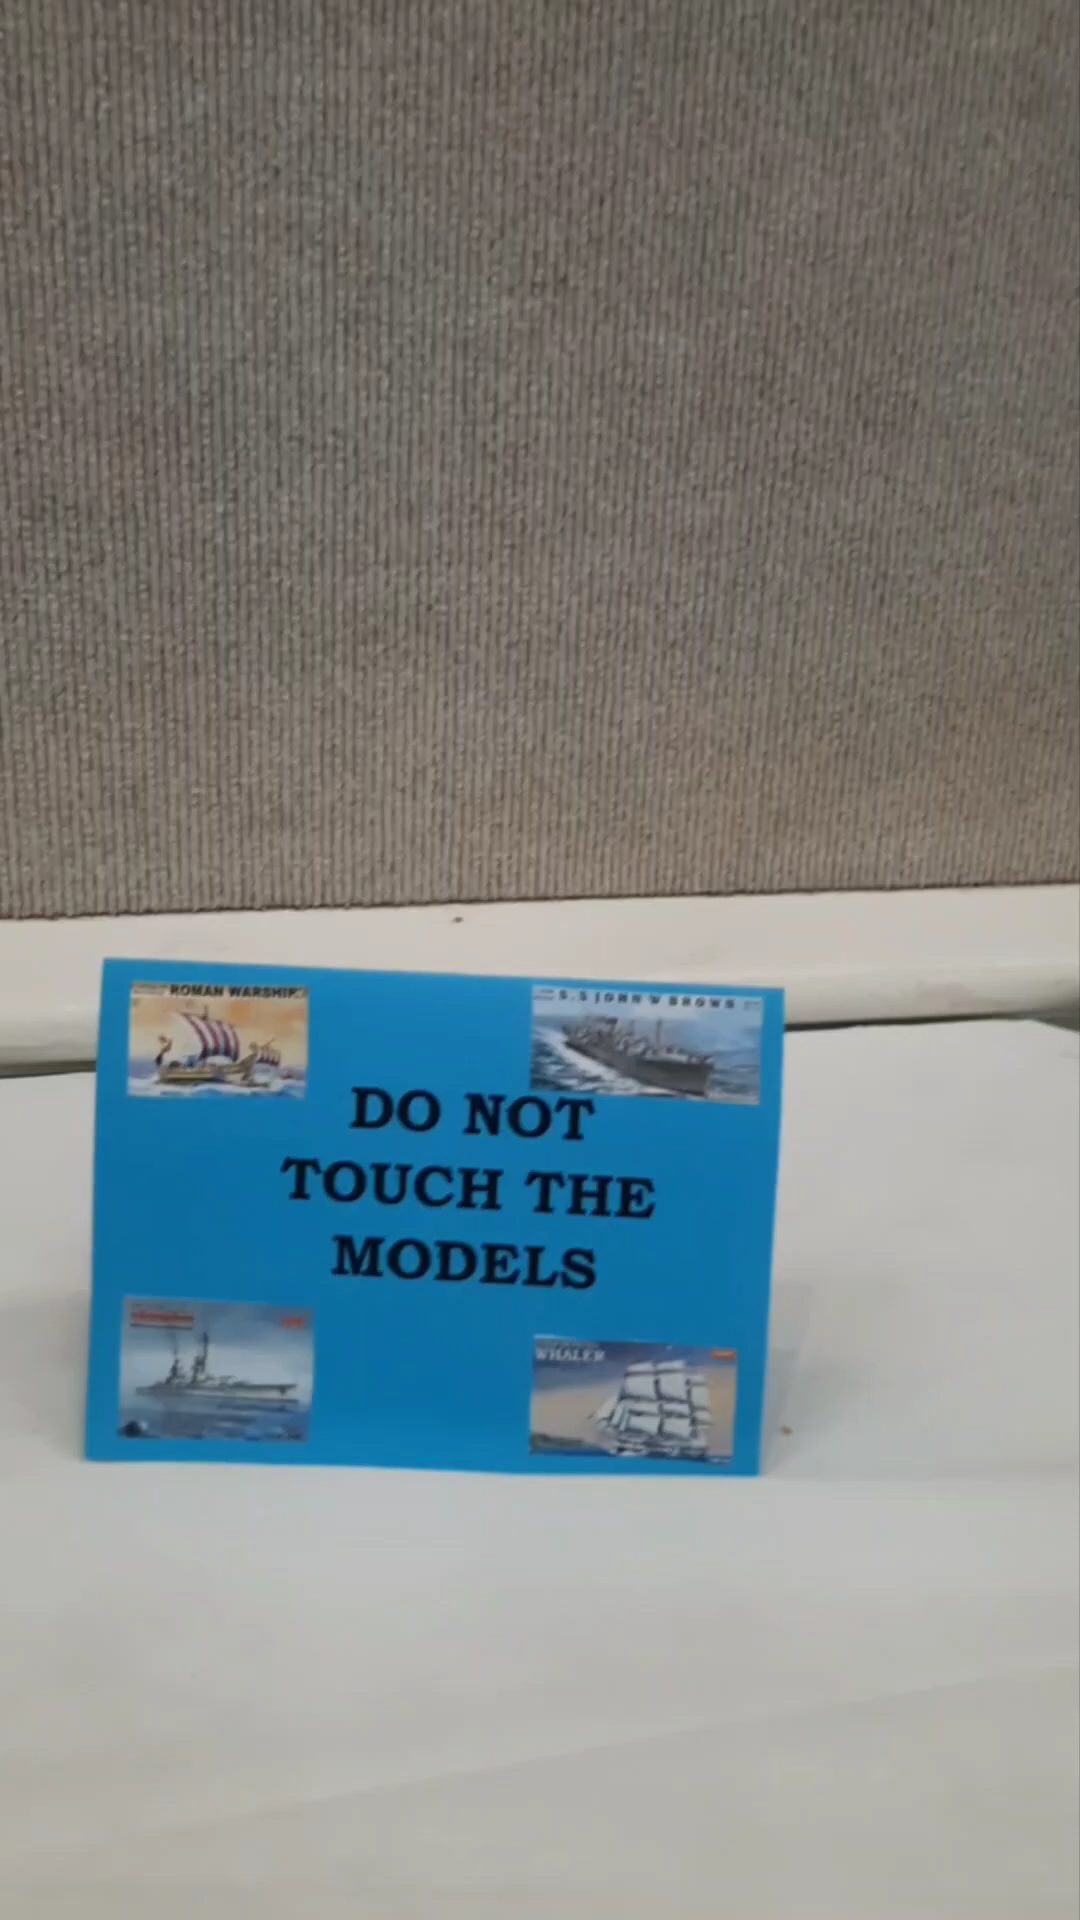 ROMAN WARSHIP
S.S JOHN W BROWN
DO NOT
TOUCH THE
MODELS
WHALER